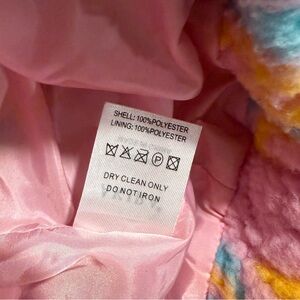 SHELL: 100%POLYESTER
LINING: 100%POLYESTER
P
DRY CLEAN ONLY
DO NOT IRON